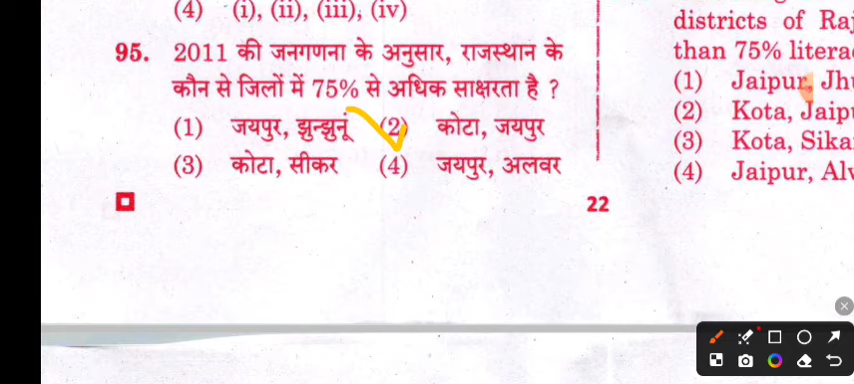 (4) (i), (ii), (iii), (iv)
95. 2011 की जनगणना के अनुसार, राजस्थान के
कौन से जिलों में 75% से अधिक साक्षरता है ?
(1) जयपुर, झुन्झुनूं (2) कोटा, जयपुर
(3) कोटा, सीकर (4) जयपुर, अलवर
22
districts of Raj
than 75% litera
(1) Jaipur, Jh
(2) Kota, Jaip
(3) Kota, Sika
(4) Jaipur, Alv